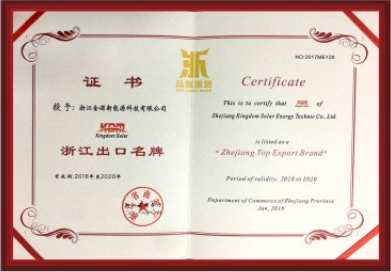 NO:2017ME126
证书
授予：浙江金诺新能源科技有限公司
KDM
Kingdom Solar
浙江出口名牌
有效期：2018年至2020年
浙
品质浙货
Certificate
This is to certify that KDM of
Zhejiang Kingdom Solar Energy Technic Co.,Ltd.
is listed as a
"Zhejiang Top Export Brand"
Period of validity: 2018 to 2020
Department of Commerce of Zhejiang Province
Jan, 2018